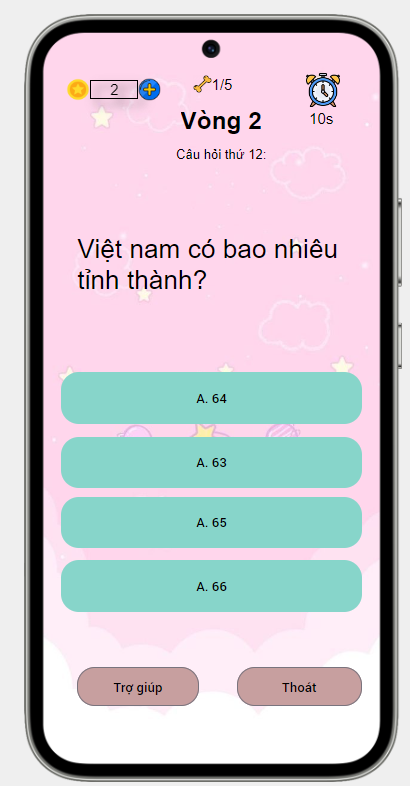 2
1/5
10s
Vòng 2
Câu hỏi thứ 12:
Việt nam có bao nhiêu
tỉnh thành?
A. 64
A. 63
A. 65
A. 66
Trợ giúp
Thoát